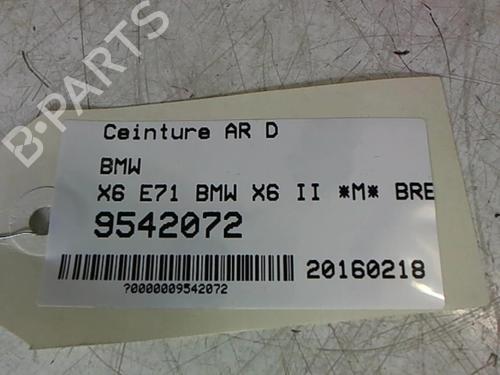 B-PARTS
Ceinture AR D
BMW
X6 E71 BMW X6 II *M* BRE
9542072
20160218
?0000009542072